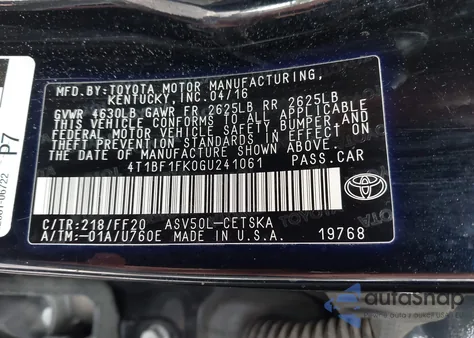 MFD.BY:TOYOTA MOTOR MANUFACTURING,
KENTUCKY, INC.04/16
GVWR 4630LB GAWR FR 2625LB RR 2625LB
THIS VEHICLE CONFORMS TO ALL APPLICABLE
FEDERAL MOTOR VEHICLE SAFETY, BUMPER, AND
THEFT PREVENTION STANDARDS IN EFFECT ON
THE DATE OF MANUFACTURE SHOWN ABOVE.
4T1BF1FK0GU241061 PASS.CAR
C/TR:218/FF20 ASV50L-CETSKA
A/TM:-01A/U760E MADE IN U.S.A. 19768
TOYOTA
P7
autosnap